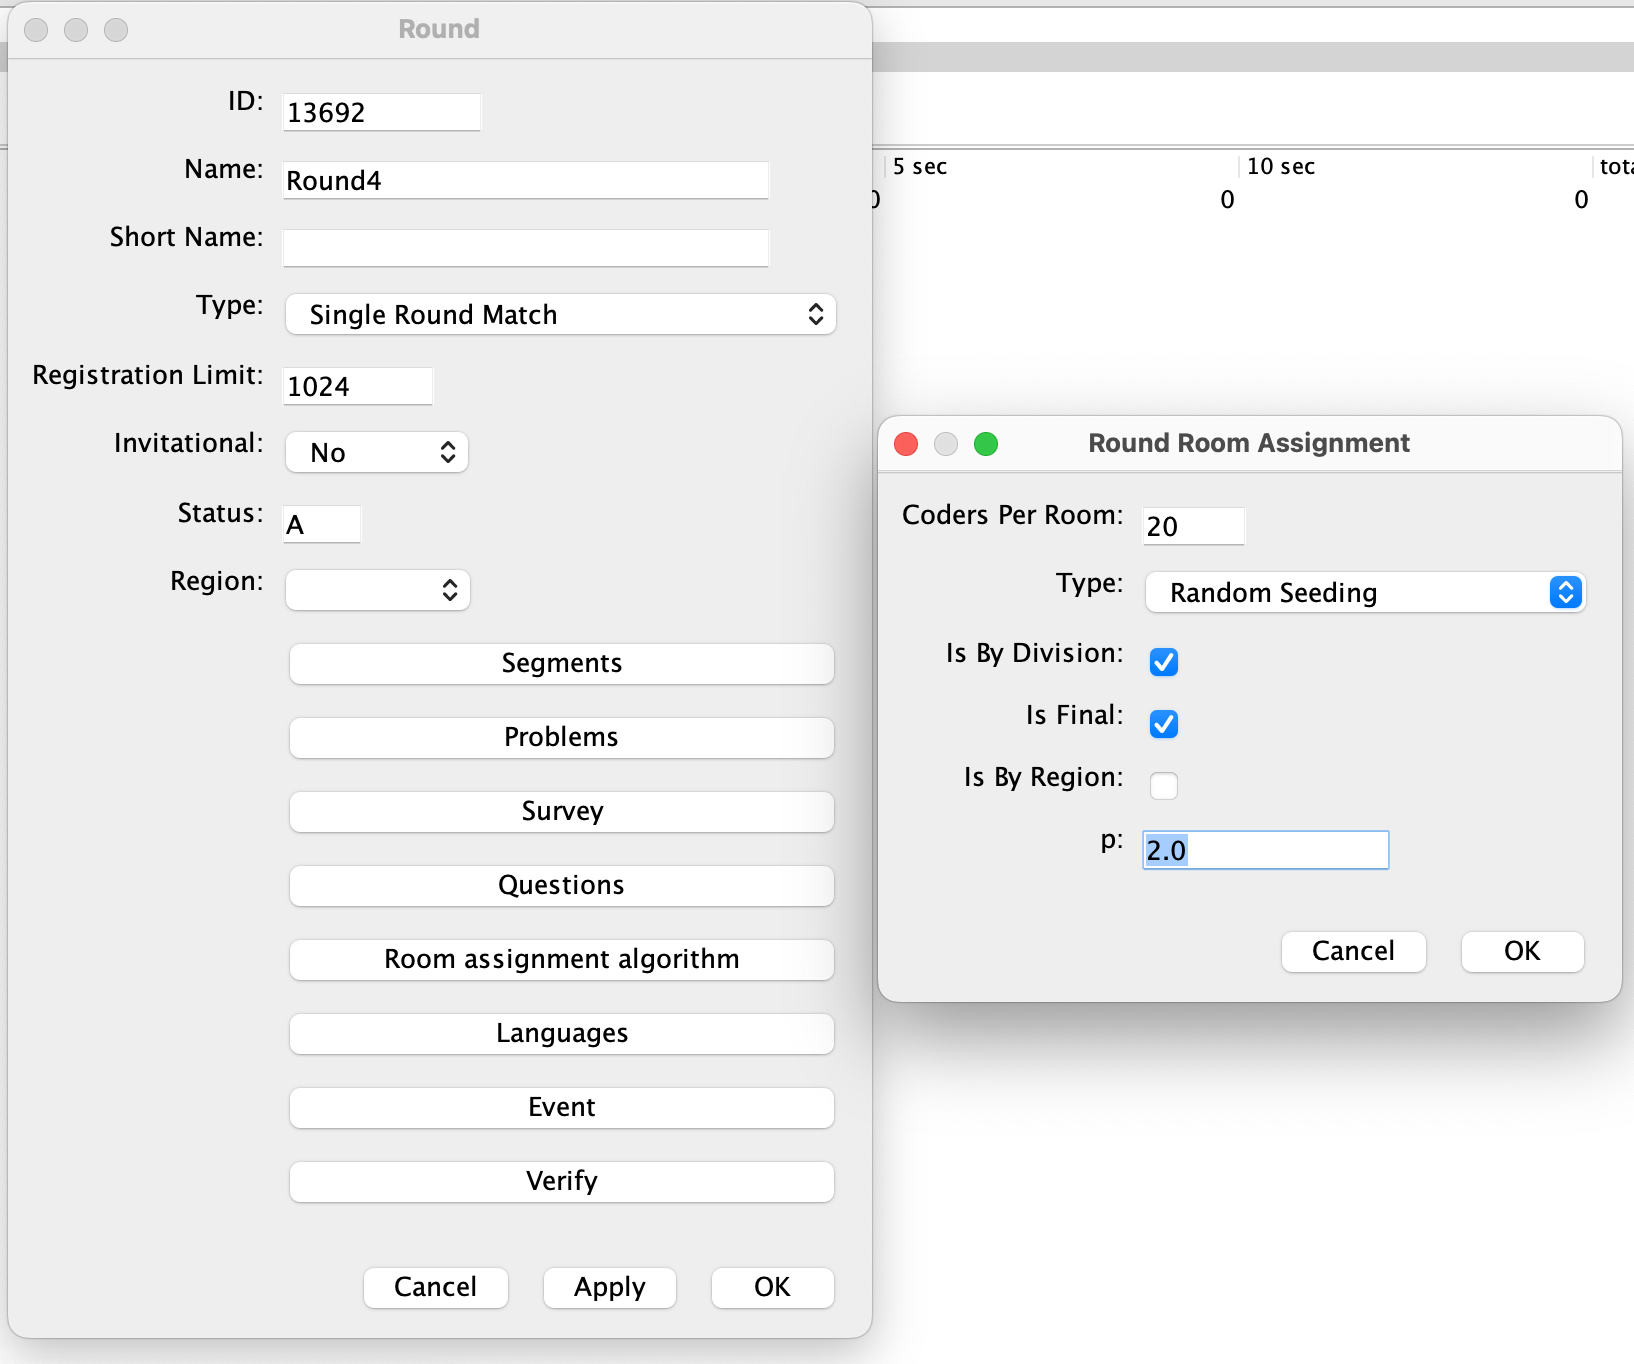 Round
ID: 13692
Name: Round4
Short Name:
Type: Single Round Match
Registration Limit: 1024
Invitational: No
Status: A
Region:
Segments
Problems
Survey
Questions
Room assignment algorithm
Languages
Event
Verify
Cancel Apply OK
5 sec 10 sec
0 0
Round Room Assignment
Coders Per Room: 20
Type: Random Seeding
Is By Division:
Is Final:
Is By Region:
p: 2.0
Cancel OK